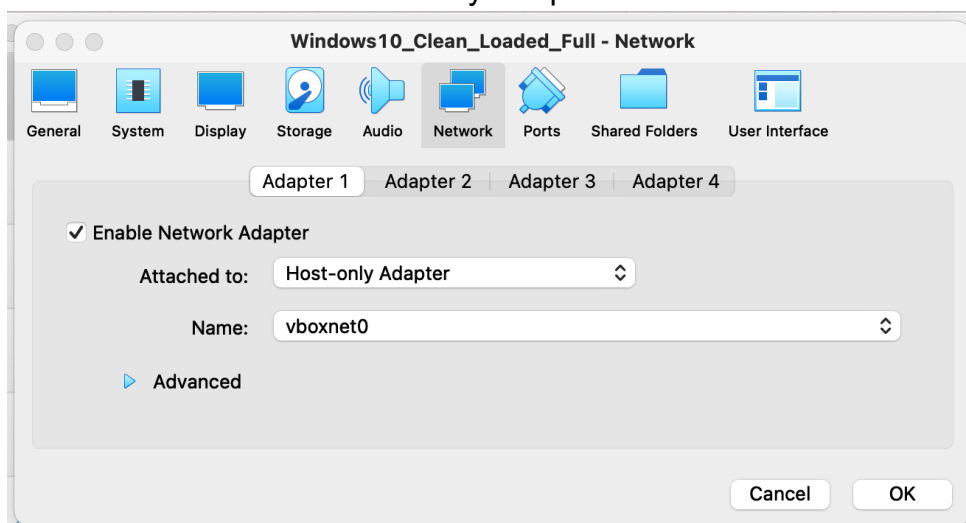 Windows10_Clean_Loaded_Full - Network
General System Display Storage Audio Network Ports Shared Folders User Interface
Adapter 1 Adapter 2 Adapter 3 Adapter 4
Enable Network Adapter
Attached to: Host-only Adapter
Name: vboxnet0
Advanced
Cancel OK